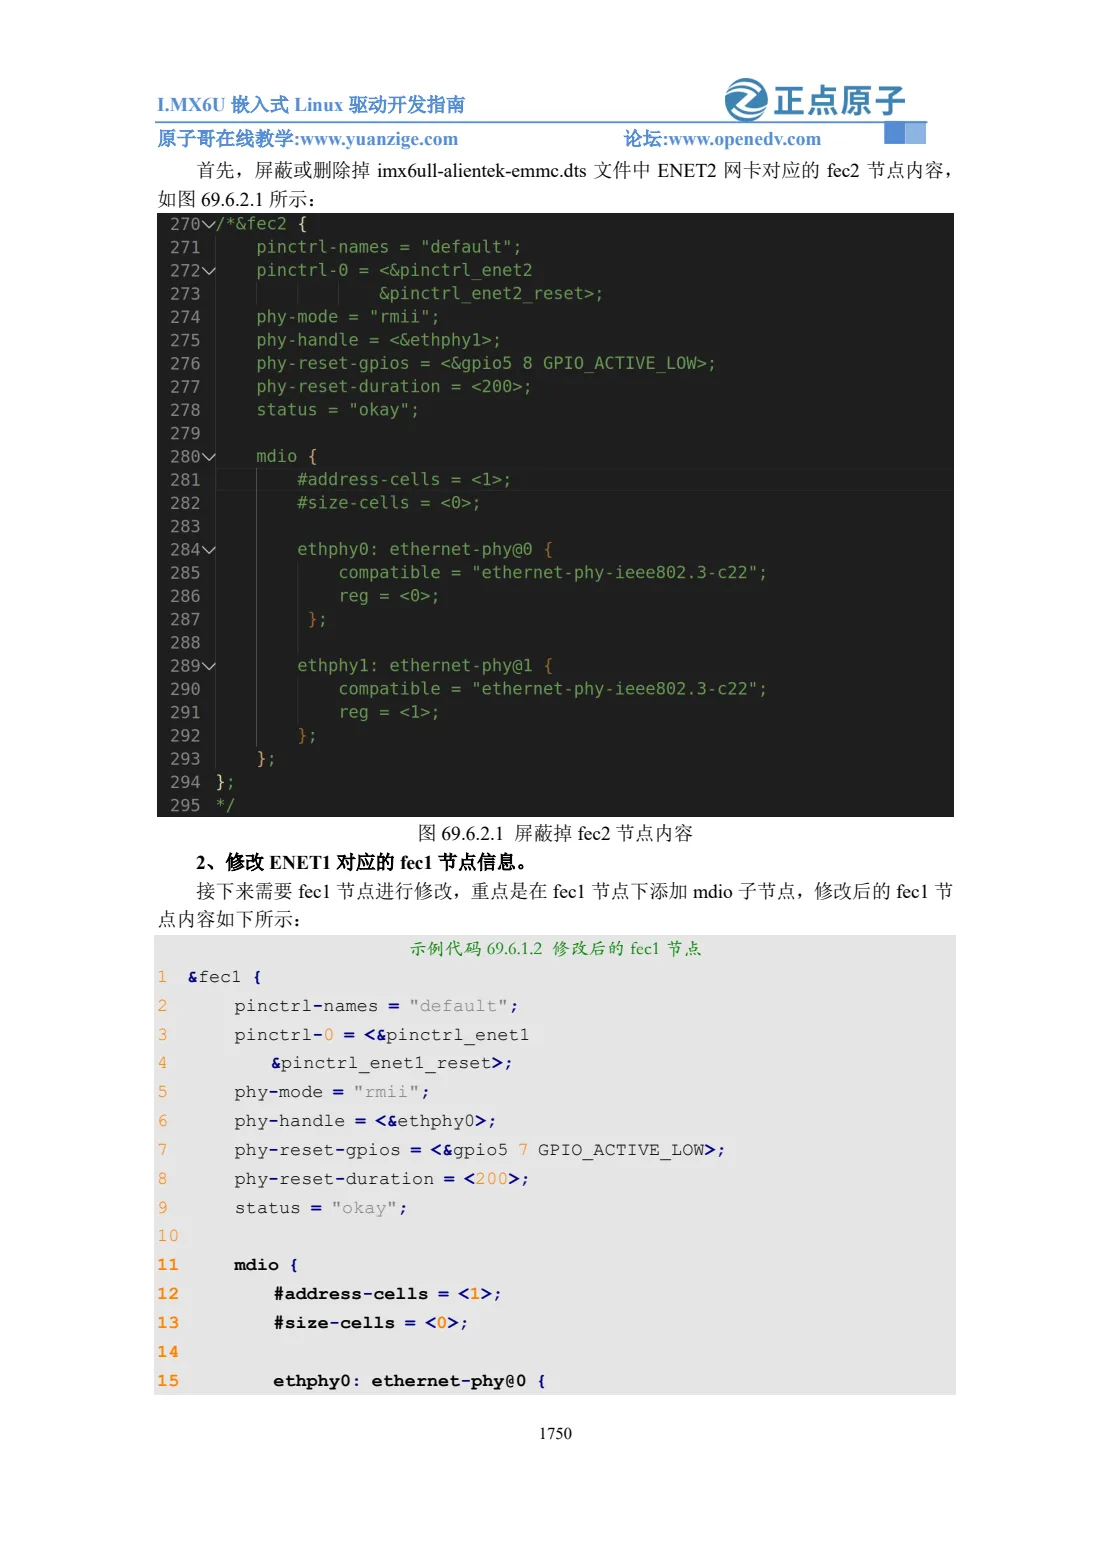 I.MX6U 嵌入式 Linux 驱动开发指南
正点原子
原子哥在线教学:www.yuanzige.com 论坛:www.openedv.com
首先，屏蔽或删除掉 imx6ull-alientek-emmc.dts 文件中 ENET2 网卡对应的 fec2 节点内容，
如图 69.6.2.1 所示：
270 /*&fec2 {
271     pinctrl-names = "default";
272     pinctrl-0 = <&pinctrl_enet2
273                 &pinctrl_enet2_reset>;
274     phy-mode = "rmii";
275     phy-handle = <&ethphy1>;
276     phy-reset-gpios = <&gpio5 8 GPIO_ACTIVE_LOW>;
277     phy-reset-duration = <200>;
278     status = "okay";
279
280     mdio {
281         #address-cells = <1>;
282         #size-cells = <0>;
283
284         ethphy0: ethernet-phy@0 {
285             compatible = "ethernet-phy-ieee802.3-c22";
286             reg = <0>;
287          };
288
289         ethphy1: ethernet-phy@1 {
290             compatible = "ethernet-phy-ieee802.3-c22";
291             reg = <1>;
292         };
293     };
294 };
295 */
图 69.6.2.1 屏蔽掉 fec2 节点内容
2、修改 ENET1 对应的 fec1 节点信息。
接下来需要 fec1 节点进行修改，重点是在 fec1 节点下添加 mdio 子节点，修改后的 fec1 节
点内容如下所示：
示例代码 69.6.1.2 修改后的 fec1 节点
1 &fec1 {
2     pinctrl-names = "default";
3     pinctrl-0 = <&pinctrl_enet1
4         &pinctrl_enet1_reset>;
5     phy-mode = "rmii";
6     phy-handle = <&ethphy0>;
7     phy-reset-gpios = <&gpio5 7 GPIO_ACTIVE_LOW>;
8     phy-reset-duration = <200>;
9     status = "okay";
10
11     mdio {
12         #address-cells = <1>;
13         #size-cells = <0>;
14
15         ethphy0: ethernet-phy@0 {
1750